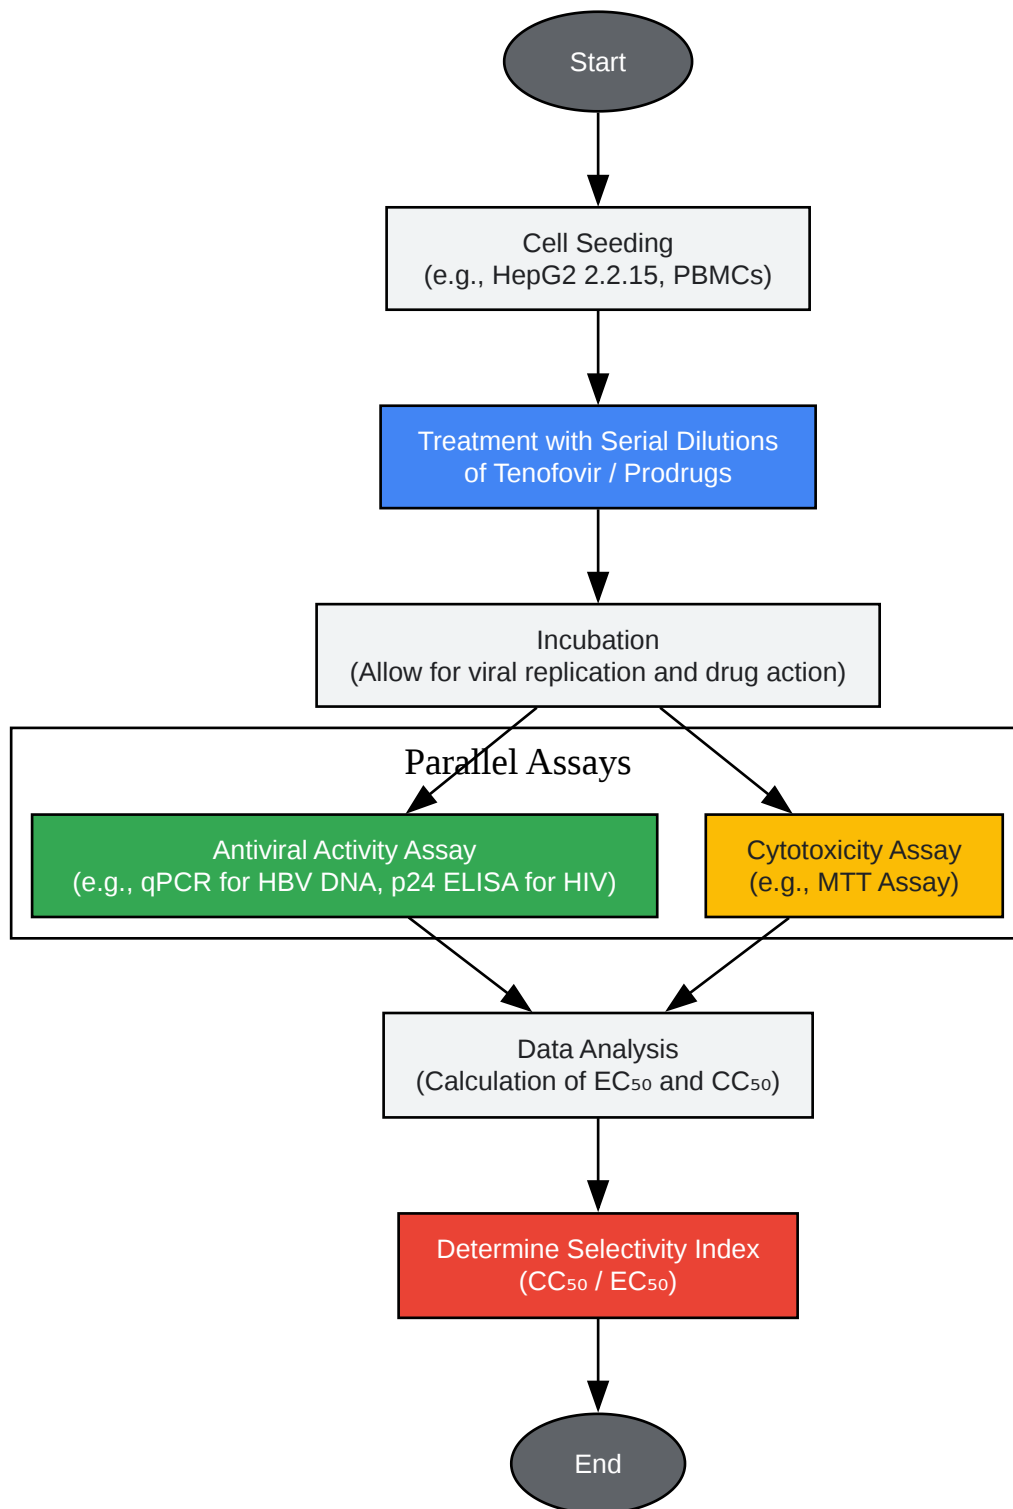 Start
Cell Seeding
(e.g., HepG2 2.2.15, PBMCs)
Treatment with Serial Dilutions
of Tenofovir / Prodrugs
Incubation
(Allow for viral replication and drug action)
Parallel Assays
Antiviral Activity Assay
(e.g., qPCR for HBV DNA, p24 ELISA for HIV)
Cytotoxicity Assay
(e.g., MTT Assay)
Data Analysis
(Calculation of EC₅₀ and CC₅₀)
Determine Selectivity Index
(CC₅₀ / EC₅₀)
End